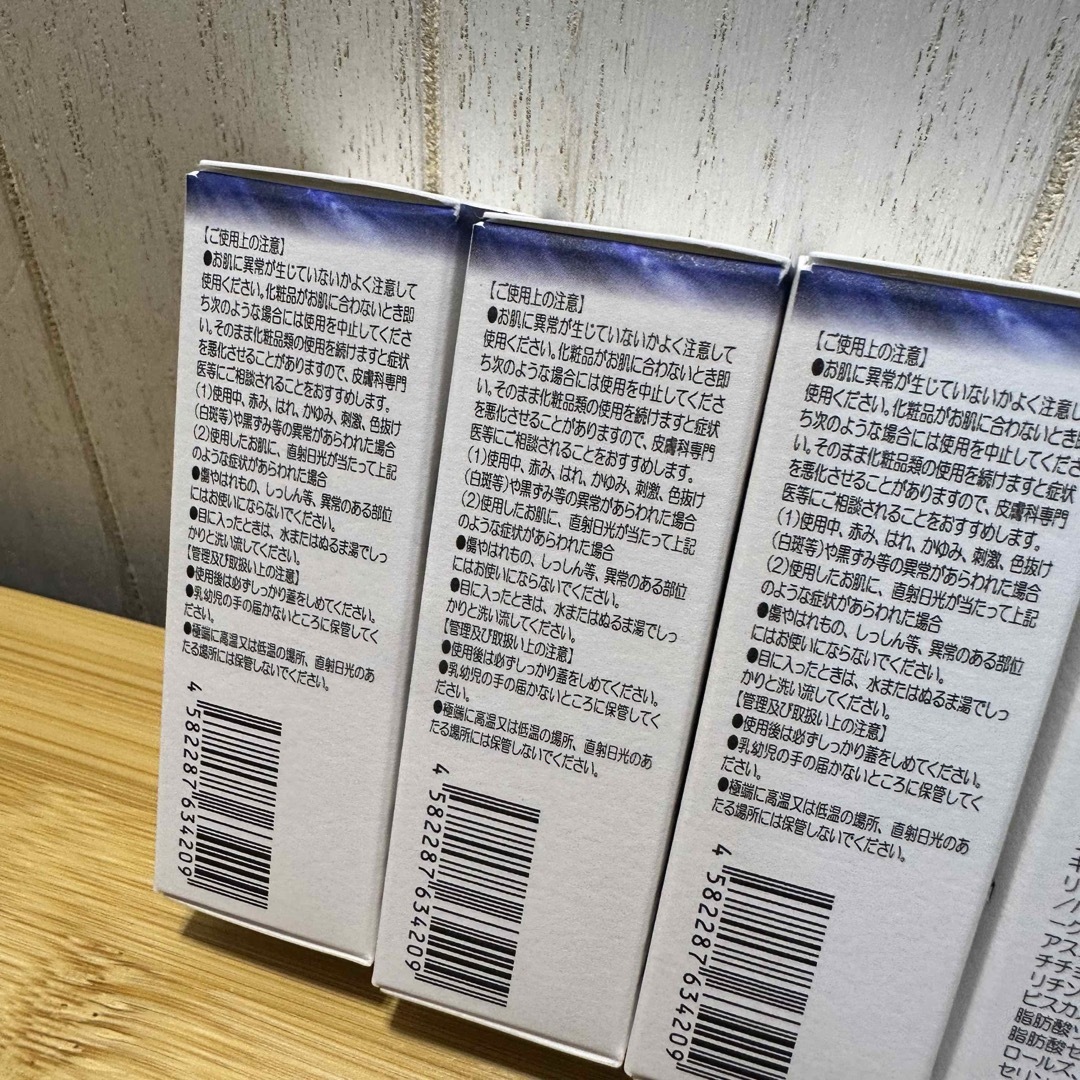 【ご使用上の注意】
●お肌に異常が生じていないかよく注意して
使用ください。化粧品がお肌に合わないとき即
ち次のような場合には使用を中止してくださ
い。そのまま化粧品類の使用を続けますと症状
を悪化させることがありますので、皮膚科専門
医等にご相談されることをおすすめします。
(1)使用中、赤み、はれ、かゆみ、刺激、色抜け
(白斑等)や黒ずみ等の異常があらわれた場合
(2)使用したお肌に、直射日光が当たって上記
のような症状があらわれた場合
●傷やはれもの、しっしん等、異常のある部位
にはお使いにならないでください。
●目に入ったときは、水またはぬるま湯でしっ
かりと洗い流してください。
【管理及び取扱い上の注意】
●使用後は必ずしっかり蓋をしめてください。
●乳幼児の手の届かないところに保管してく
ださい。
●極端に高温又は低温の場所、直射日光のあ
たる場所には保管しないでください。
4582287634209
【ご使用上の注意】
●お肌に異常が生じていないかよく注意して
使用ください。化粧品がお肌に合わないとき即
ち次のような場合には使用を中止してくださ
い。そのまま化粧品類の使用を続けますと症状
を悪化させることがありますので、皮膚科専門
医等にご相談されることをおすすめします。
(1)使用中、赤み、はれ、かゆみ、刺激、色抜け
(白斑等)や黒ずみ等の異常があらわれた場合
(2)使用したお肌に、直射日光が当たって上記
のような症状があらわれた場合
●傷やはれもの、しっしん等、異常のある部位
にはお使いにならないでください。
●目に入ったときは、水またはぬるま湯でしっ
かりと洗い流してください。
【管理及び取扱い上の注意】
●使用後は必ずしっかり蓋をしめてください。
●乳幼児の手の届かないところに保管してく
ださい。
●極端に高温又は低温の場所、直射日光のあ
たる場所には保管しないでください。
4582287634209
【ご使用上の注意】
●お肌に異常が生じていないかよく注意し
使用ください。化粧品がお肌に合わないとき
ち次のような場合には使用を中止してくださ
い。そのまま化粧品類の使用を続けますと症状
を悪化させることがありますので、皮膚科専門
医等にご相談されることをおすすめします。
(1)使用中、赤み、はれ、かゆみ、刺激、色抜け
(白斑等)や黒ずみ等の異常があらわれた場合
(2)使用したお肌に、直射日光が当たって上記
のような症状があらわれた場合
●傷やはれもの、しっしん等、異常のある部位
にはお使いにならないでください。
●目に入ったときは、水またはぬるま湯でしっ
かりと洗い流してください。
【管理及び取扱い上の注意】
●使用後は必ずしっかり蓋をしめてください。
●乳幼児の手の届かないところに保管してく
ださい。
●極端に高温又は低温の場所、直射日光のあ
たる場所には保管しないでください。
4582287634209
リ
アス
チチ
リチン
ビスカ
脂肪酸
脂肪酸セ
ロールズ、
セリン